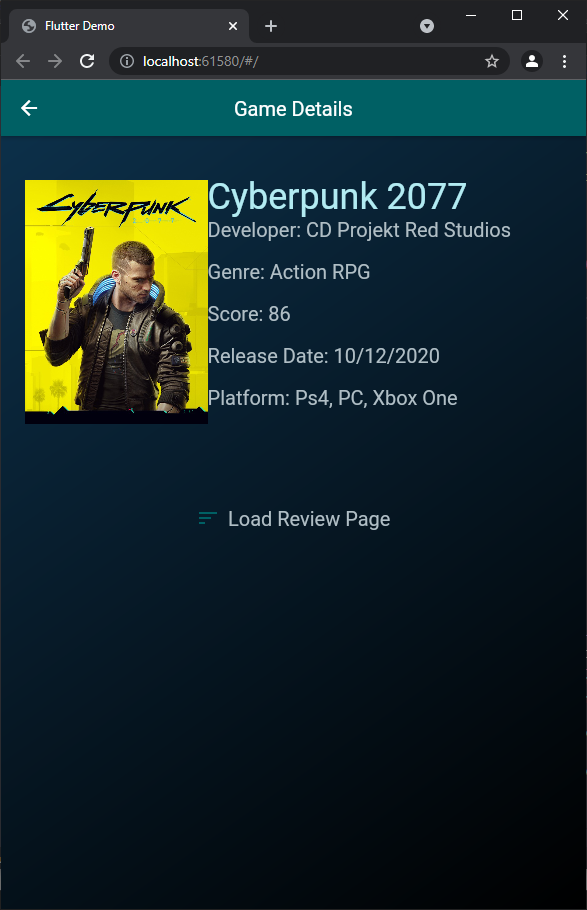 Flutter Demo
localhost:61580/#/
Game Details
CYBERPUNK
2077
Cyberpunk 2077
Developer: CD Projekt Red Studios
Genre: Action RPG
Score: 86
Release Date: 10/12/2020
Platform: Ps4, PC, Xbox One
Load Review Page